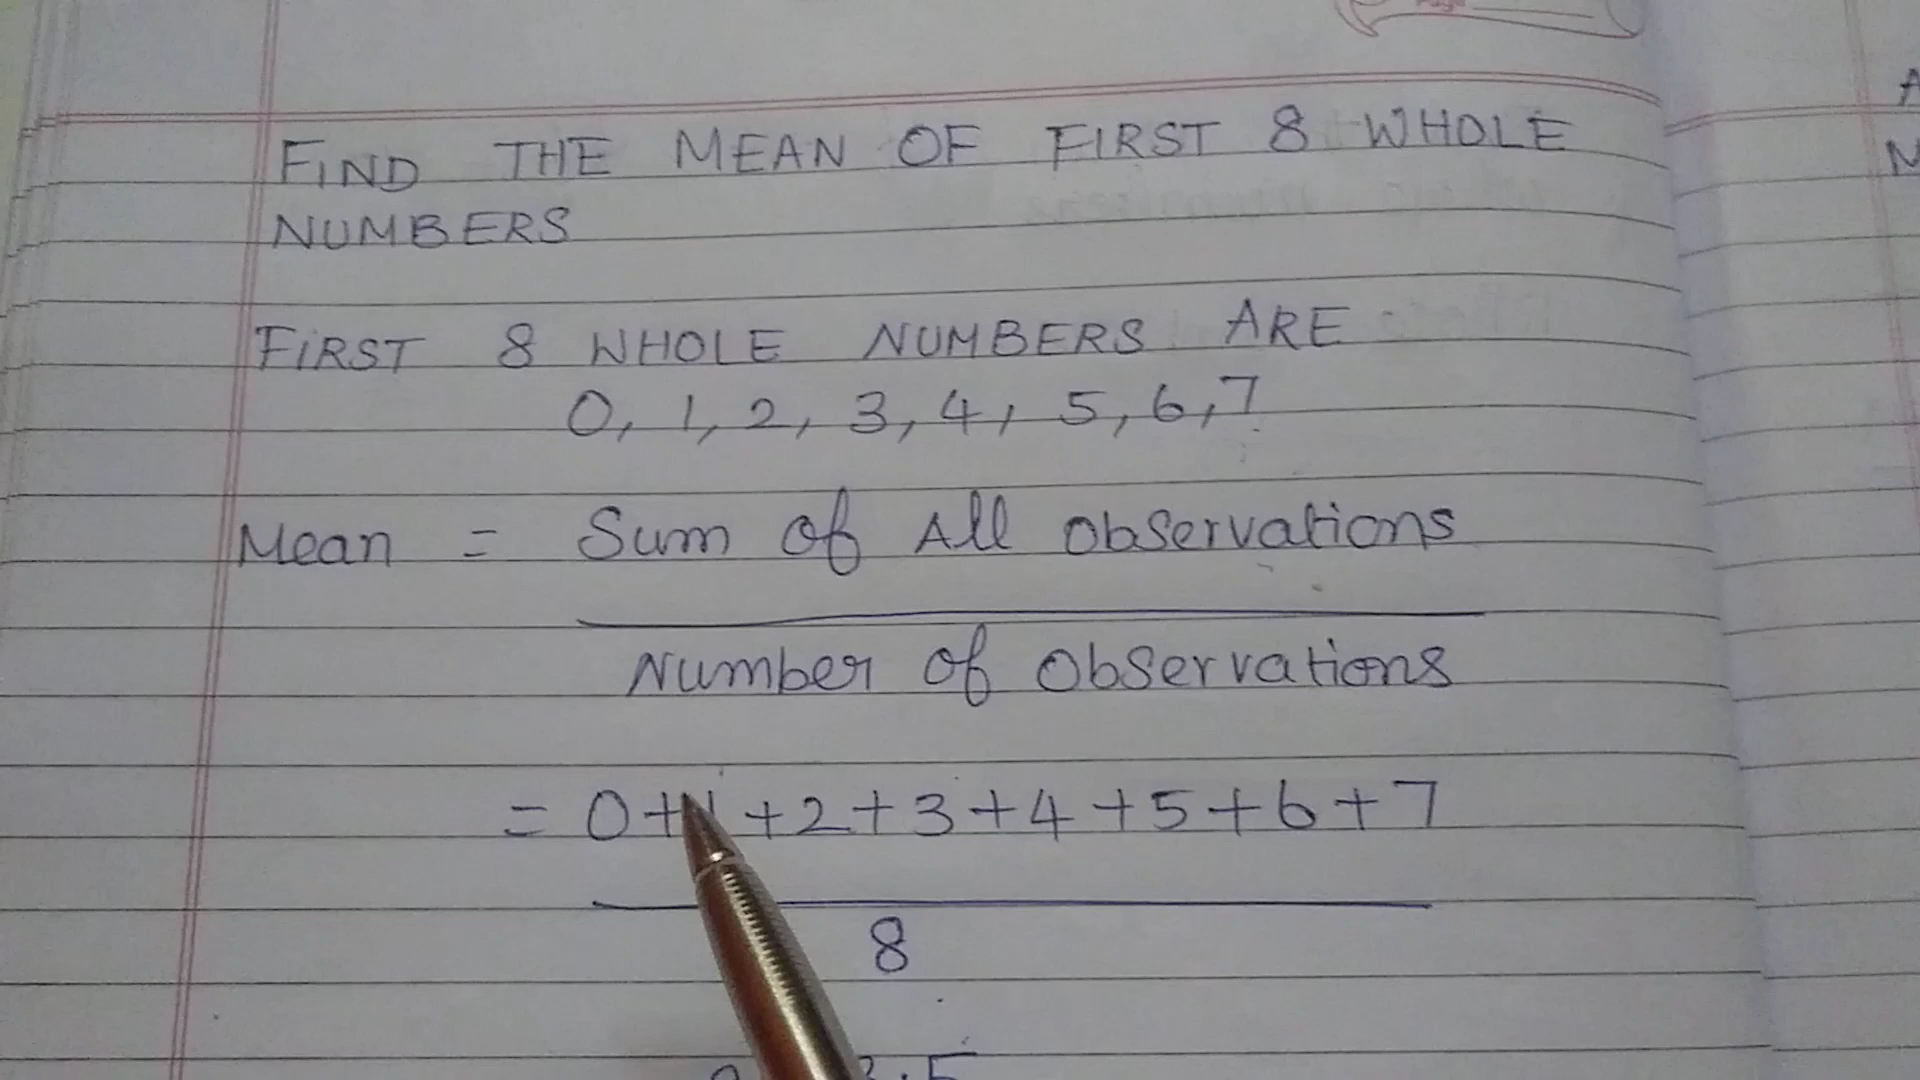 FIND THE MEAN OF FIRST 8 WHOLE
NUMBERS
FIRST 8 WHOLE NUMBERS ARE
0, 1, 2, 3, 4, 5, 6, 7
Mean = Sum of All Observations
Number of Observations
= 0+1+2+3+4+5+6+7
8